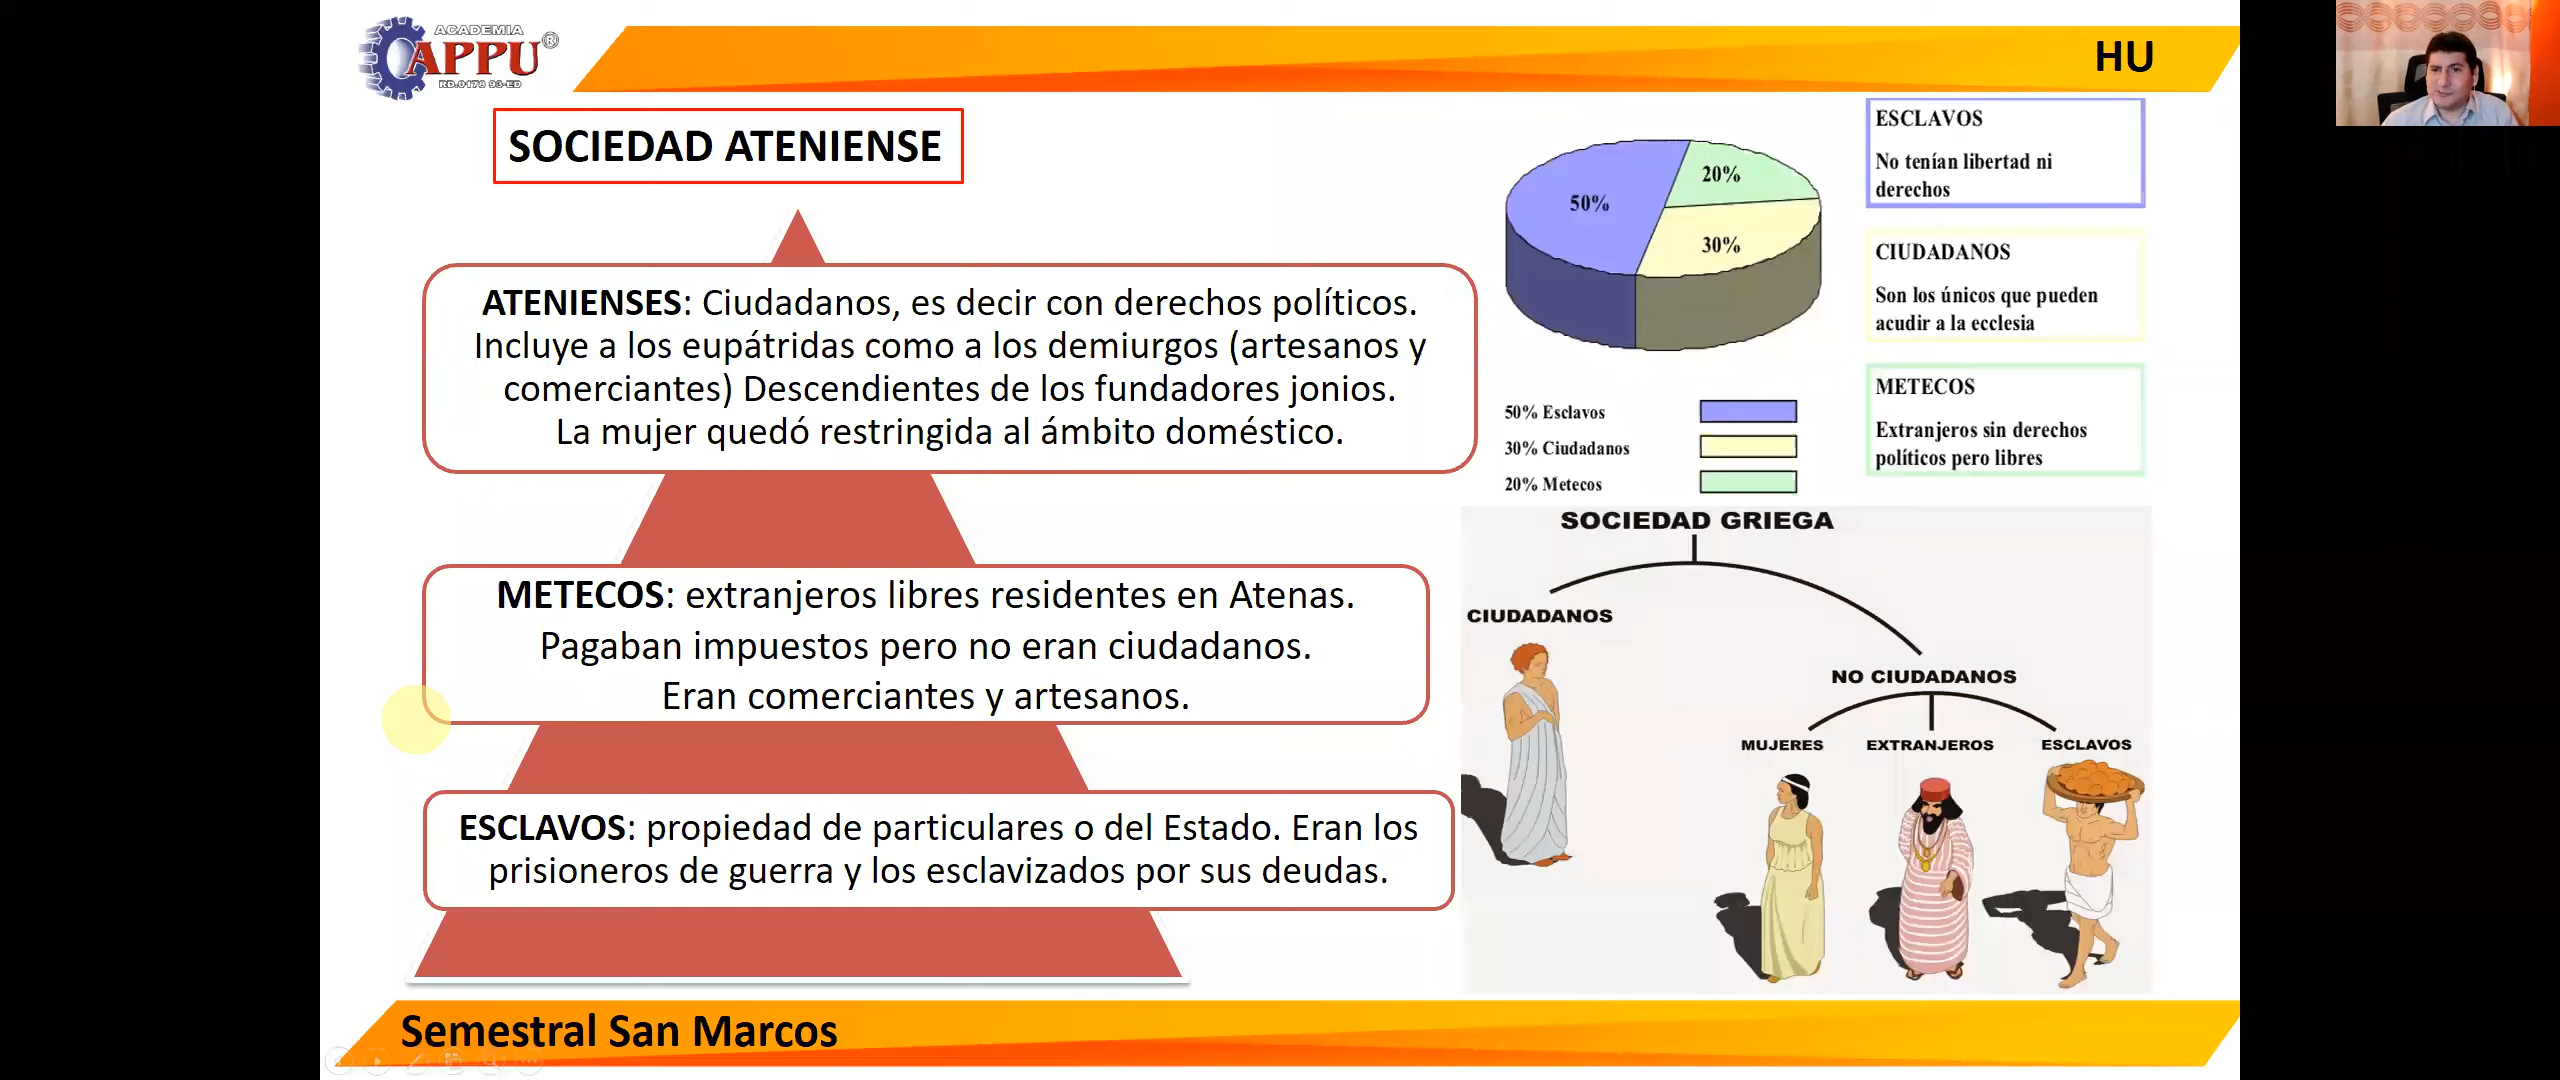 ACADEMIA
APPU®
RD.0178 93-ED
HU
SOCIEDAD ATENIENSE
ATENIENSES: Ciudadanos, es decir con derechos políticos.
Incluye a los eupátridas como a los demiurgos (artesanos y
comerciantes) Descendientes de los fundadores jonios.
La mujer quedó restringida al ámbito doméstico.
METECOS: extranjeros libres residentes en Atenas.
Pagaban impuestos pero no eran ciudadanos.
Eran comerciantes y artesanos.
ESCLAVOS: propiedad de particulares o del Estado. Eran los
prisioneros de guerra y los esclavizados por sus deudas.
20%
50%
30%
50% Esclavos
30% Ciudadanos
20% Metecos
ESCLAVOS
No tenían libertad ni
derechos
CIUDADANOS
Son los únicos que pueden
acudir a la ecclesia
METECOS
Extranjeros sin derechos
políticos pero libres
SOCIEDAD GRIEGA
CIUDADANOS
NO CIUDADANOS
MUJERES
EXTRANJEROS
ESCLAVOS
Semestral San Marcos